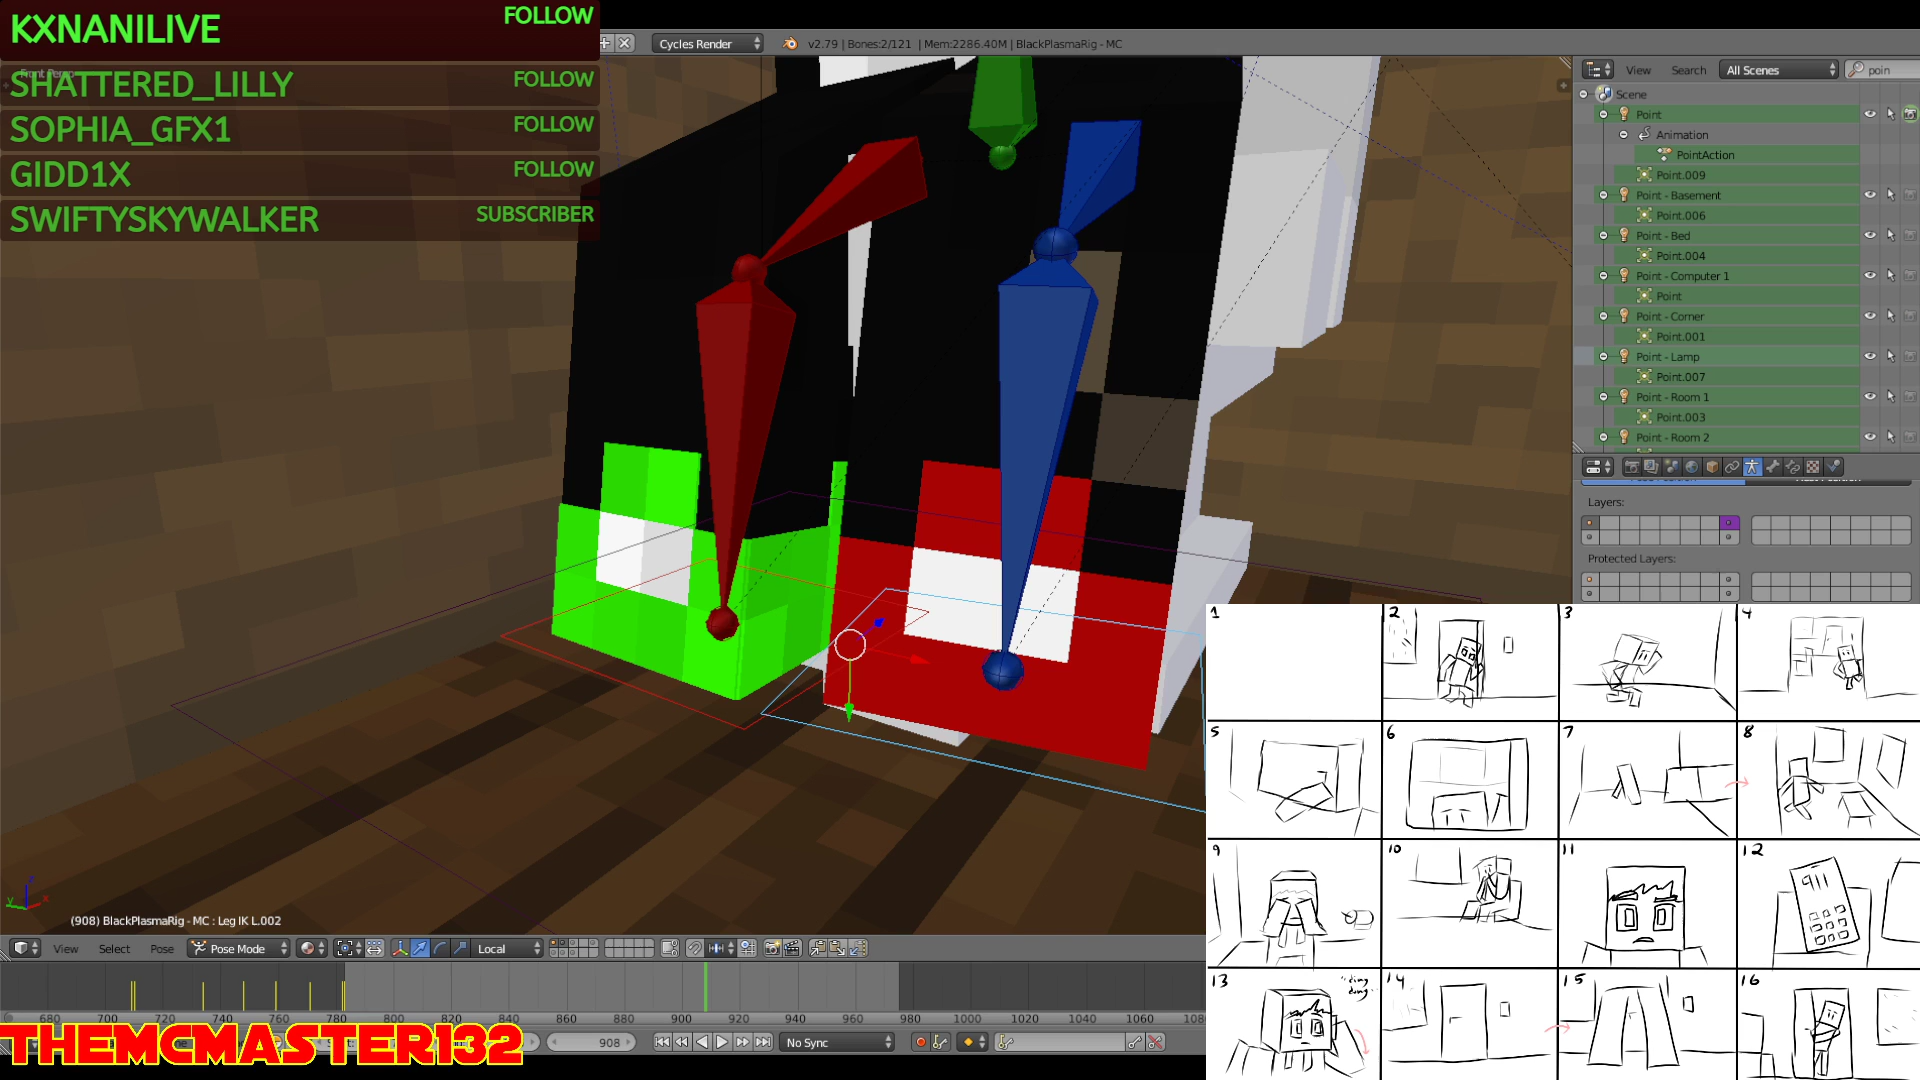 KXNANILIVE FOLLOW
SHATTERED_LILLY FOLLOW
SOPHIA_GFX1 FOLLOW
GIDD1X FOLLOW
SWIFTYSKYWALKER SUBSCRIBER
Front Persp
Cycles Render v2.79 | Bones:2/121 | Mem:2286.40M | BlackPlasmaRig - MC
View Search All Scenes poin
Scene
Point
Animation
PointAction
Point.009
Point - Basement
Point.006
Point - Bed
Point.004
Point - Computer 1
Point
Point - Corner
Point.001
Point - Lamp
Point.007
Point - Room 1
Point.003
Point - Room 2
Layers:
Protected Layers:
1 2 3 4
5 6 7 8
9 10 11 12
911
13 14 15 16
"ding
dong"
z
y x
(908) BlackPlasmaRig - MC : Leg IK L.002
View Select Pose Pose Mode Local
680 700 720 740 760 780 800 820 840 860 880 900 920 940 960 980 1000 1020 1040 1060
908 No Sync
THEMCMASTER132